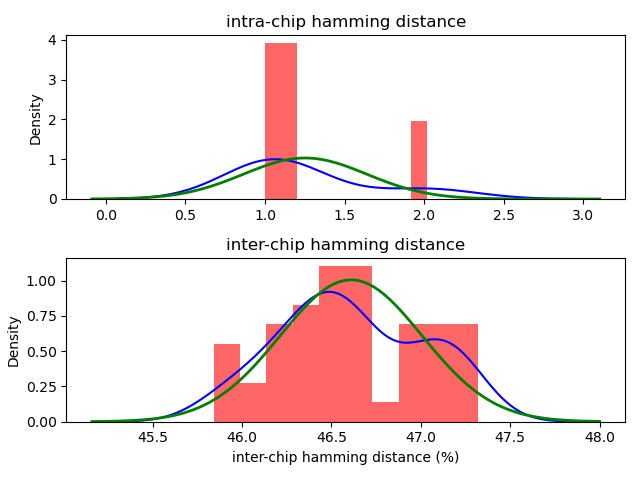 intra-chip hamming distance
4
3
2
1
0
Density
0.0 0.5 1.0 1.5 2.0 2.5 3.0
inter-chip hamming distance
1.00
0.75
0.50
0.25
0.00
Density
45.5 46.0 46.5 47.0 47.5 48.0
inter-chip hamming distance (%)